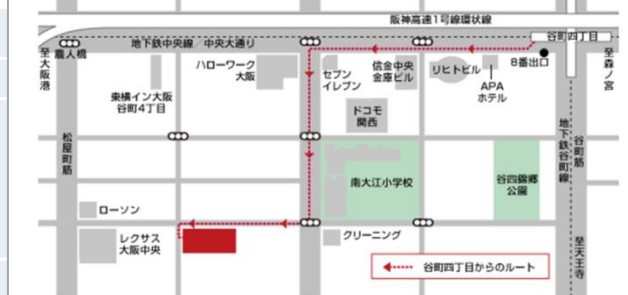 阪神高速1号線環状線
谷町四丁目
地下鉄中央線／中央大通り
農人橋
至大阪港
8番出口
至森ノ宮
ハローワーク
大阪
セブン
イレブン
信金中央
金庫ビル
リヒトビル
APA
ホテル
東横イン大阪
谷町4丁目
ドコモ
関西
松屋町筋
地下鉄谷町線
谷町筋
南大江小学校
谷四錦郷
公園
ローソン
レクサス
大阪中央
クリーニング
至天王寺
谷町四丁目からのルート